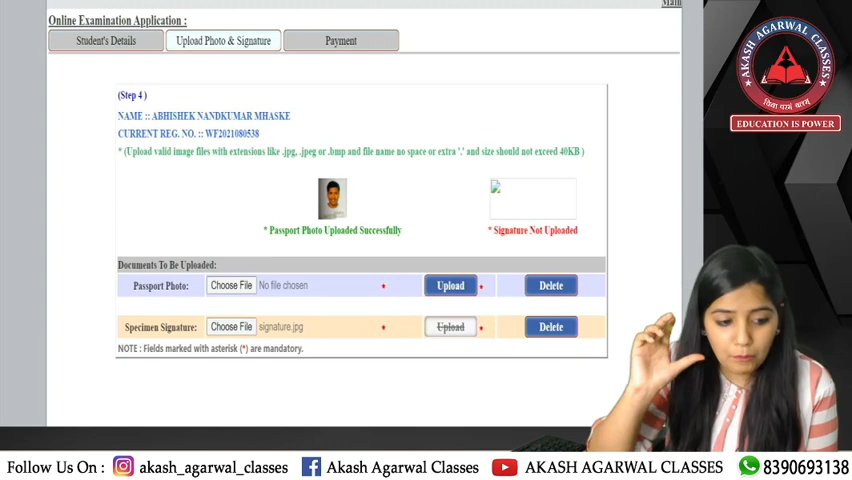 Main
Online Examination Application :
Student's Details
Upload Photo & Signature
Payment
(Step 4 )
NAME :: ABHISHEK NANDKUMAR MHASKE
CURRENT REG. NO. :: WF2021080538
* (Upload valid image files with extensions like .jpg, .jpeg or .bmp and file name no space or extra '.' and size should not exceed 40KB )
* Passport Photo Uploaded Successfully
* Signature Not Uploaded
Documents To Be Uploaded:
Passport Photo: Choose File No file chosen * Upload * Delete
Specimen Signature: Choose File signature.jpg * Upload * Delete
NOTE : Fields marked with asterisk (*) are mandatory.
AKASH AGARWAL CLASSES
विद्या परमं भूषणम्
EDUCATION IS POWER
Follow Us On : akash_agarwal_classes Akash Agarwal Classes AKASH AGARWAL CLASSES 8390693138